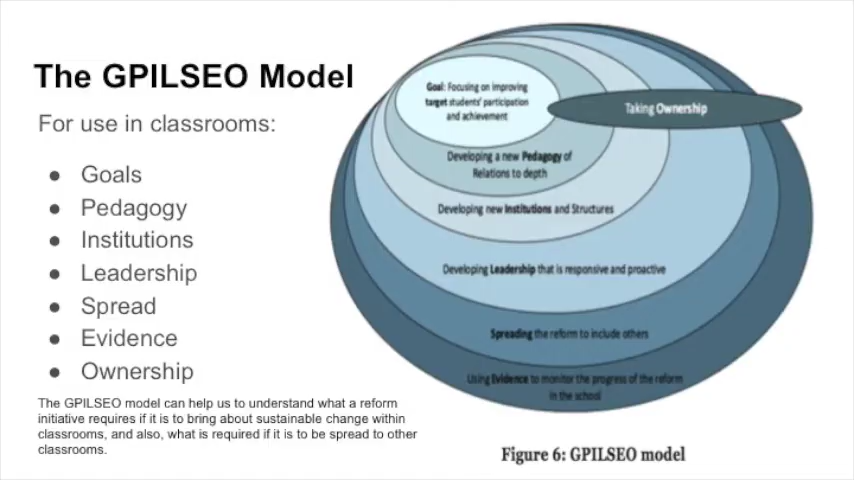 The GPILSEO Model
For use in classrooms:
● Goals
● Pedagogy
● Institutions
● Leadership
● Spread
● Evidence
● Ownership
The GPILSEO model can help us to understand what a reform
initiative requires if it is to bring about sustainable change within
classrooms, and also, what is required if it is to be spread to other
classrooms.
Goal: Focusing on improving
target students' participation
and achievement
Taking Ownership
Developing a new Pedagogy of
Relations to depth
Developing new Institutions and Structures
Developing Leadership that is responsive and proactive
Spreading the reform to include others
Using Evidence to monitor the progress of the reform
in the school
Figure 6: GPILSEO model